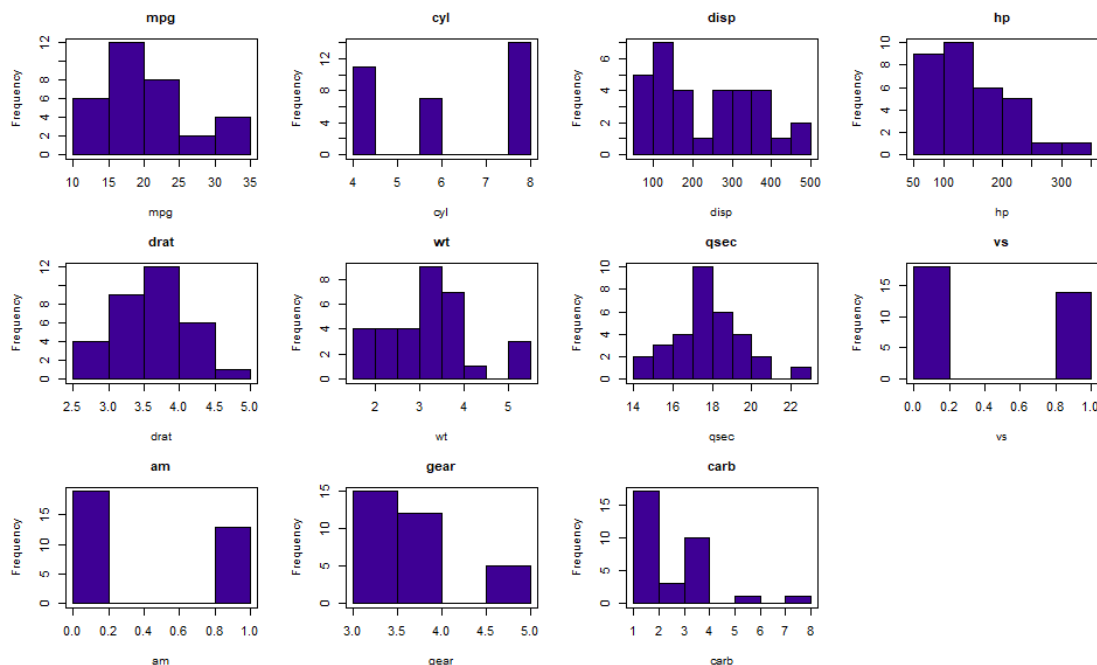 mpg
Frequency
0 2 4 6 8 12
10 15 20 25 30 35
mpg
cyl
Frequency
0 2 4 6 8 12
4 5 6 7 8
cyl
disp
Frequency
0 2 4 6
100 200 300 400 500
disp
hp
Frequency
0 2 4 6 8 10
50 100 200 300
hp
drat
Frequency
0 2 4 6 8 12
2.5 3.0 3.5 4.0 4.5 5.0
drat
wt
Frequency
0 2 4 6 8
2 3 4 5
wt
qsec
Frequency
0 2 4 6 8 10
14 16 18 20 22
qsec
vs
Frequency
0 5 10 15
0.0 0.2 0.4 0.6 0.8 1.0
vs
am
Frequency
0 5 10 15
0.0 0.2 0.4 0.6 0.8 1.0
am
gear
Frequency
0 5 10 15
3.0 3.5 4.0 4.5 5.0
gear
carb
Frequency
0 5 10 15
1 2 3 4 5 6 7 8
carb